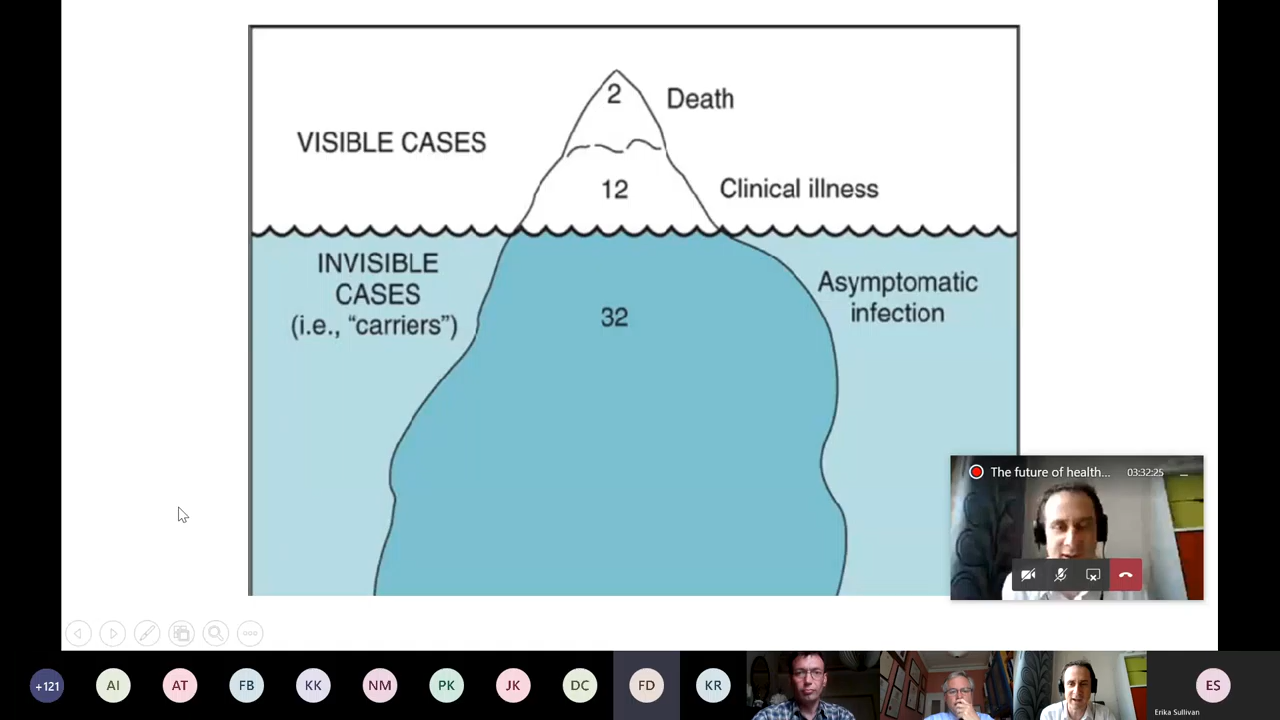 2
Death
VISIBLE CASES
12
Clinical illness
INVISIBLE
CASES
(i.e., “carriers”)
Asymptomatic
infection
32
The future of health...
03:32:25
+121
AI
AT
FB
KK
NM
PK
JK
DC
FD
KR
ES
Erika Sullivan